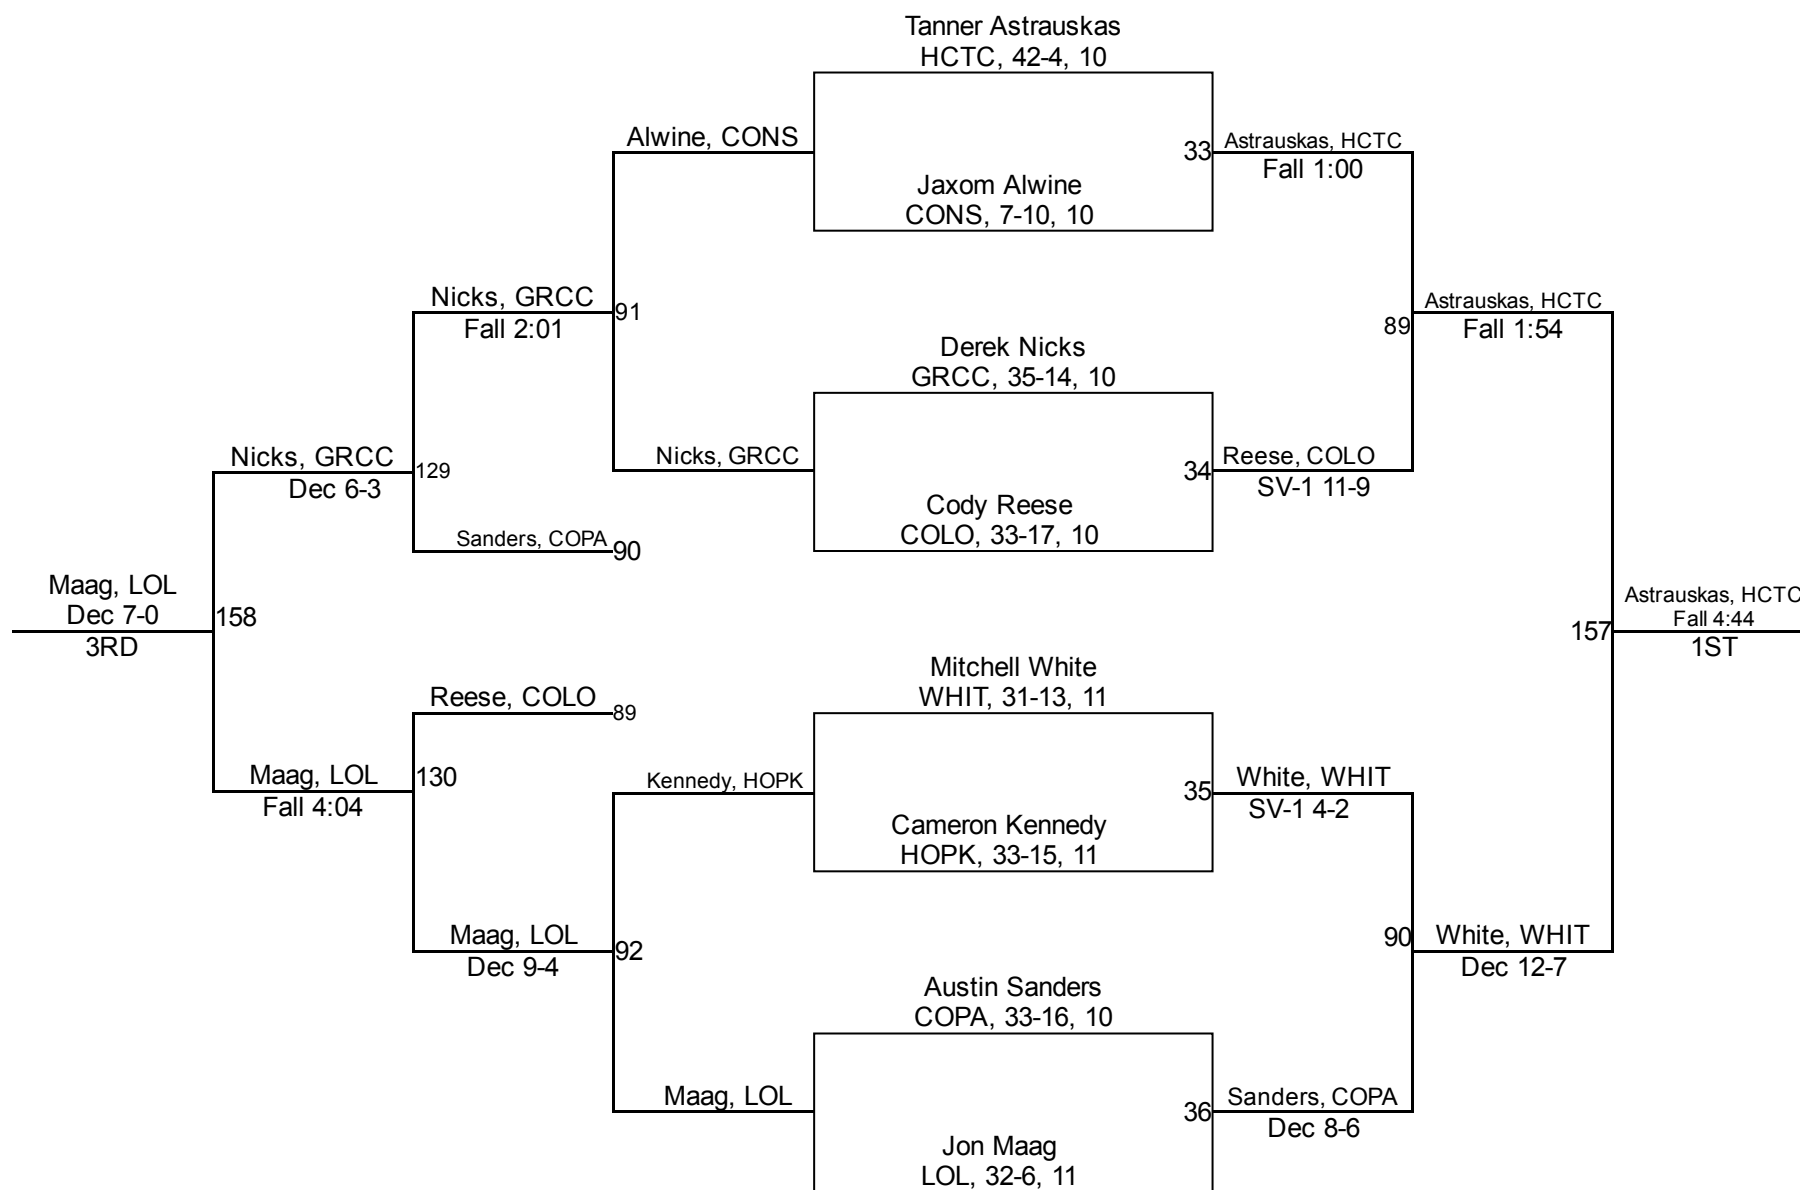 Tanner Astrauskas
HCTC, 42-4, 10
Alwine, CONS
33
Astrauskas, HCTC
Fall 1:00
Jaxom Alwine
CONS, 7-10, 10
Nicks, GRCC
Fall 2:01
91
89
Astrauskas, HCTC
Fall 1:54
Derek Nicks
GRCC, 35-14, 10
Nicks, GRCC
Dec 6-3
129
Nicks, GRCC
34
Reese, COLO
SV-1 11-9
Cody Reese
COLO, 33-17, 10
Sanders, COPA
90
Maag, LOL
Dec 7-0
3RD
158
157
Astrauskas, HCTC
Fall 4:44
1ST
Mitchell White
WHIT, 31-13, 11
Reese, COLO
89
Maag, LOL
Fall 4:04
130
Kennedy, HOPK
35
White, WHIT
SV-1 4-2
Cameron Kennedy
HOPK, 33-15, 11
Maag, LOL
Dec 9-4
92
90
White, WHIT
Dec 12-7
Austin Sanders
COPA, 33-16, 10
Maag, LOL
36
Sanders, COPA
Dec 8-6
Jon Maag
LOL, 32-6, 11